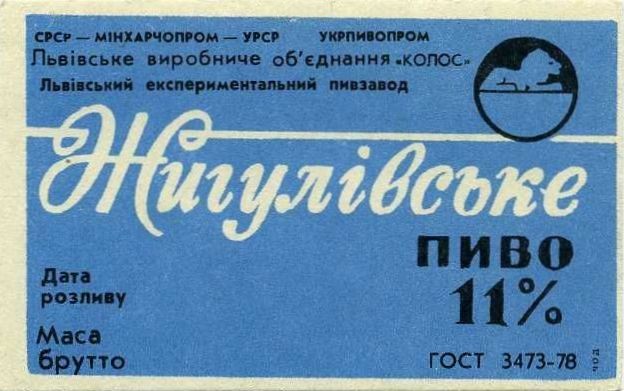 СРСР — МІНХАРЧОПРОМ — УРСР УКРПИВОПРОМ
Львівське виробниче об'єднання «КОЛОС»
Львівський експериментальний пивзавод
Жигулівське
ПИВО
11%
Дата
розливу
Маса
брутто
ГОСТ 3473-78
ЧОД